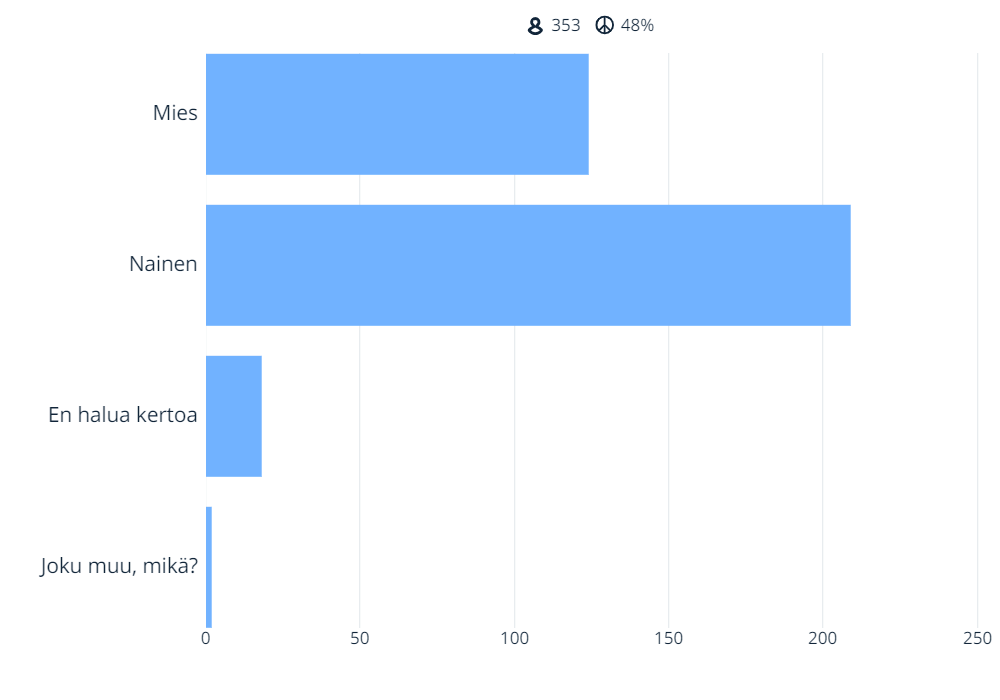 353 48%
Mies
Nainen
En halua kertoa
Joku muu, mikä?
0 50 100 150 200 250